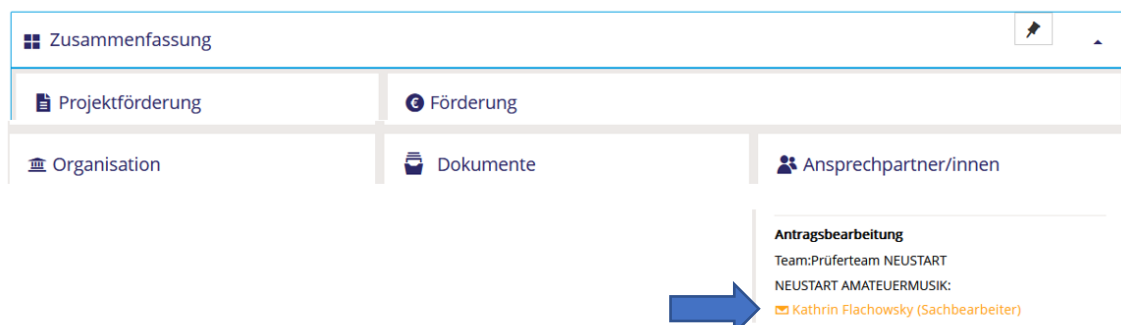 Zusammenfassung
Projektförderung
Förderung
Organisation
Dokumente
Ansprechpartner/innen
Antragsbearbeitung
Team:Prüferteam NEUSTART
NEUSTART AMATEUERMUSIK:
Kathrin Flachowsky (Sachbearbeiter)